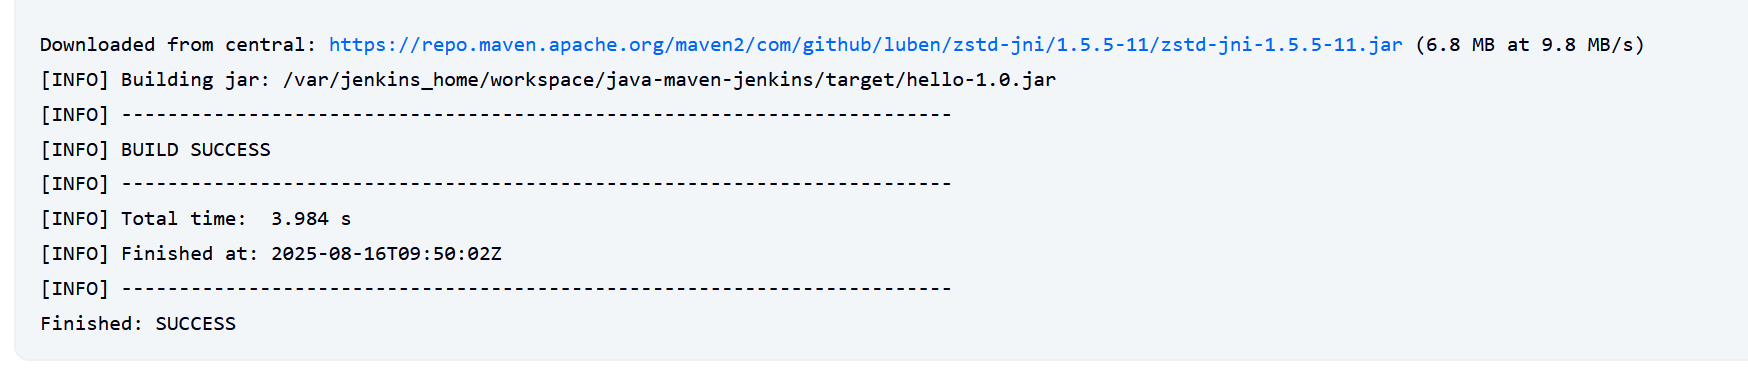 Downloaded from central: https://repo.maven.apache.org/maven2/com/github/luben/zstd-jni/1.5.5-11/zstd-jni-1.5.5-11.jar (6.8 MB at 9.8 MB/s)
[INFO] Building jar: /var/jenkins_home/workspace/java-maven-jenkins/target/hello-1.0.jar
[INFO] ------------------------------------------------------------------------
[INFO] BUILD SUCCESS
[INFO] ------------------------------------------------------------------------
[INFO] Total time:  3.984 s
[INFO] Finished at: 2025-08-16T09:50:02Z
[INFO] ------------------------------------------------------------------------
Finished: SUCCESS